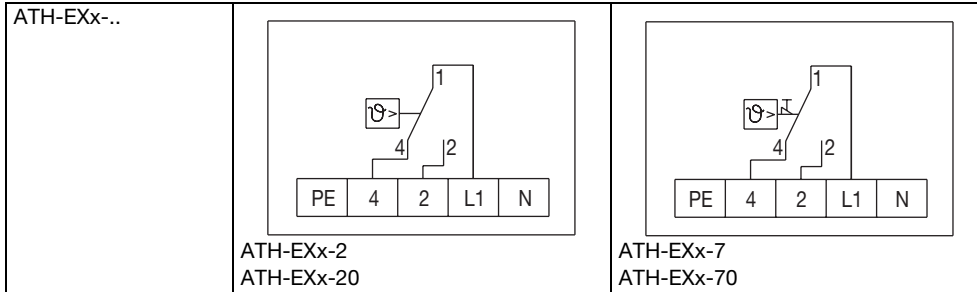 ATH-EXx-..
1
ϑ>
4 2
PE 4 2 L1 N
ATH-EXx-2
ATH-EXx-20
1
ϑ>
4 2
PE 4 2 L1 N
ATH-EXx-7
ATH-EXx-70